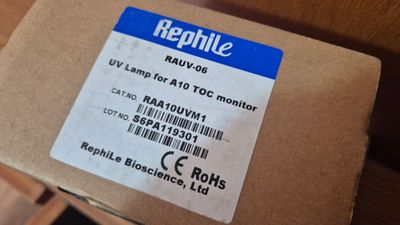 RephiLe
RAUV-06
UV Lamp for A10 TOC monitor
CAT.NO. RAA10UVM1
LOT NO. S6PA119301
CE RoHs
RephiLe Bioscience, Ltd